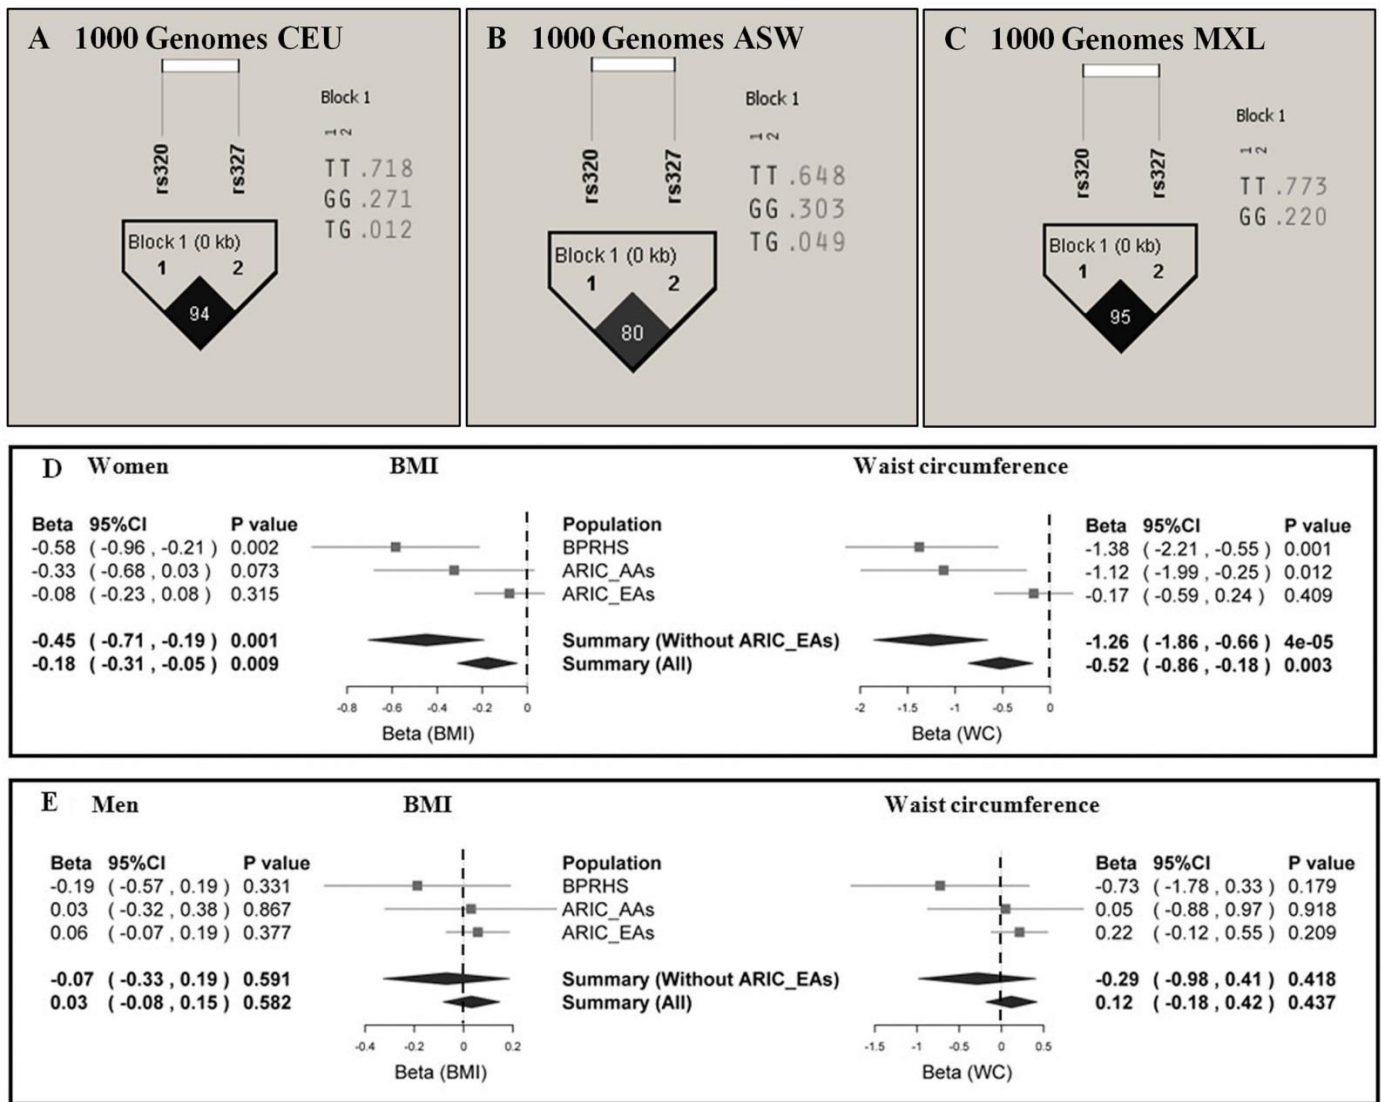 A 1000 Genomes CEU
Block 1
1 2
rs320
rs327
TT .718
GG .271
TG .012
Block 1 (0 kb)
1 2
94
B 1000 Genomes ASW
Block 1
1 2
rs320
rs327
TT .648
GG .303
TG .049
Block 1 (0 kb)
1 2
80
C 1000 Genomes MXL
Block 1
1 2
rs320
rs327
TT .773
GG .220
Block 1 (0 kb)
1 2
95
D Women BMI Waist circumference
Beta 95%CI P value Population Beta 95%CI P value
-0.58 ( -0.96 , -0.21 ) 0.002 BPRHS -1.38 ( -2.21 , -0.55 ) 0.001
-0.33 ( -0.68 , 0.03 ) 0.073 ARIC_AAs -1.12 ( -1.99 , -0.25 ) 0.012
-0.08 ( -0.23 , 0.08 ) 0.315 ARIC_EAs -0.17 ( -0.59 , 0.24 ) 0.409
-0.45 ( -0.71 , -0.19 ) 0.001 Summary (Without ARIC_EAs) -1.26 ( -1.86 , -0.66 ) 4e-05
-0.18 ( -0.31 , -0.05 ) 0.009 Summary (All) -0.52 ( -0.86 , -0.18 ) 0.003
-0.8 -0.6 -0.4 -0.2 0 -2 -1.5 -1 -0.5 0
Beta (BMI) Beta (WC)
E Men BMI Waist circumference
Beta 95%CI P value Population Beta 95%CI P value
-0.19 ( -0.57 , 0.19 ) 0.331 BPRHS -0.73 ( -1.78 , 0.33 ) 0.179
0.03 ( -0.32 , 0.38 ) 0.867 ARIC_AAs 0.05 ( -0.88 , 0.97 ) 0.918
0.06 ( -0.07 , 0.19 ) 0.377 ARIC_EAs 0.22 ( -0.12 , 0.55 ) 0.209
-0.07 ( -0.33 , 0.19 ) 0.591 Summary (Without ARIC_EAs) -0.29 ( -0.98 , 0.41 ) 0.418
0.03 ( -0.08 , 0.15 ) 0.582 Summary (All) 0.12 ( -0.18 , 0.42 ) 0.437
-0.4 -0.2 0 0.2 -1.5 -1 -0.5 0 0.5
Beta (BMI) Beta (WC)